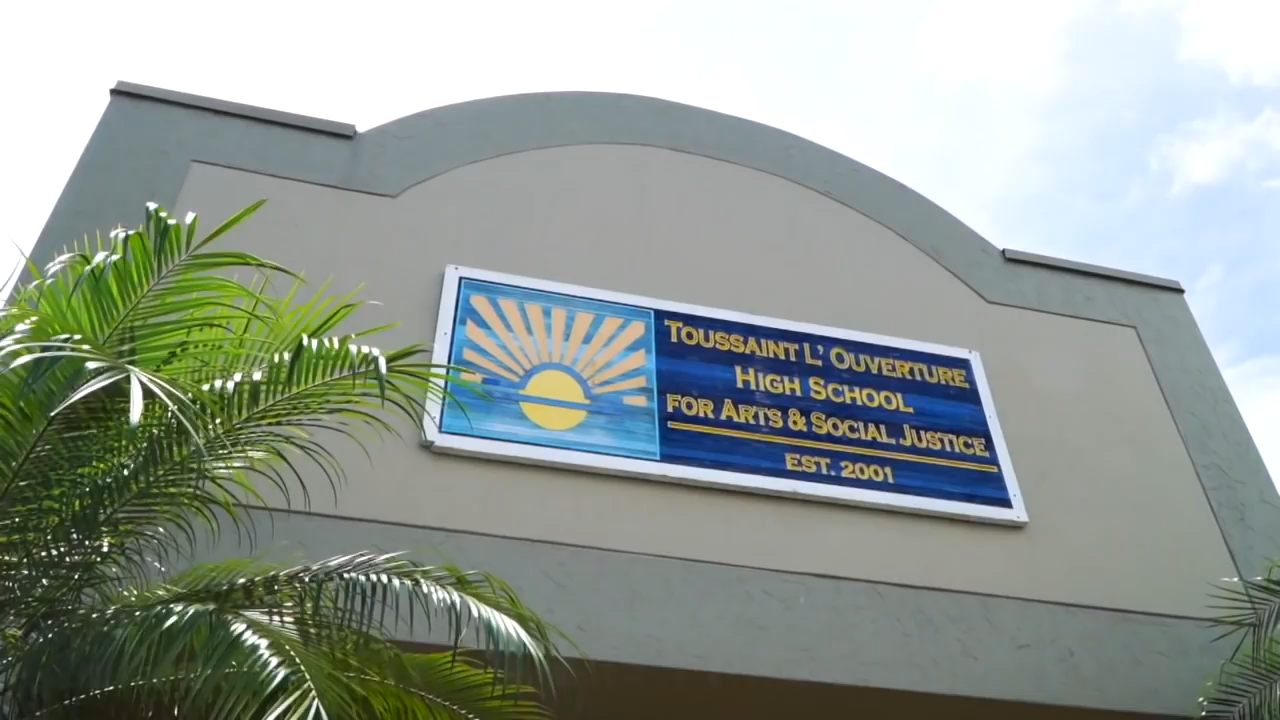 TOUSSAINT L' OUVERTURE
HIGH SCHOOL
FOR ARTS & SOCIAL JUSTICE
EST. 2001